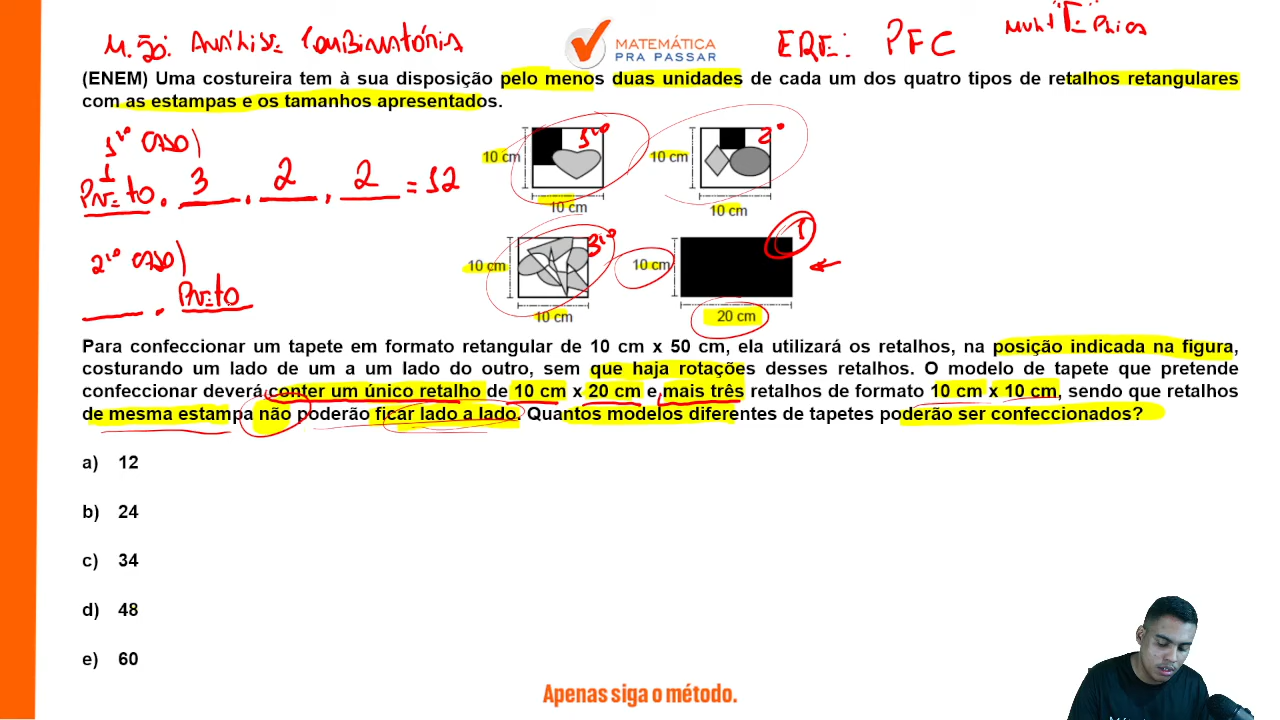 M.50: Análise Combinatória
MATEMÁTICA
PRA PASSAR
ERE: PFC
(ENEM) Uma costureira tem à sua disposição pelo menos duas unidades de cada um dos quatro tipos de retalhos retangulares
com as estampas e os tamanhos apresentados.
1º caso)
1
Preto . 3 . 2 . 2 = 12
10 cm
1º
10 cm
10 cm
2º
10 cm
2º caso)
___ . Preto
10 cm
3º
10 cm
10 cm
1
20 cm
Para confeccionar um tapete em formato retangular de 10 cm x 50 cm, ela utilizará os retalhos, na posição indicada na figura,
costurando um lado de um a um lado do outro, sem que haja rotações desses retalhos. O modelo de tapete que pretende
confeccionar deverá conter um único retalho de 10 cm x 20 cm e mais três retalhos de formato 10 cm x 10 cm, sendo que retalhos
de mesma estampa não poderão ficar lado a lado. Quantos modelos diferentes de tapetes poderão ser confeccionados?
a) 12
b) 24
c) 34
d) 48
e) 60
Apenas siga o método.